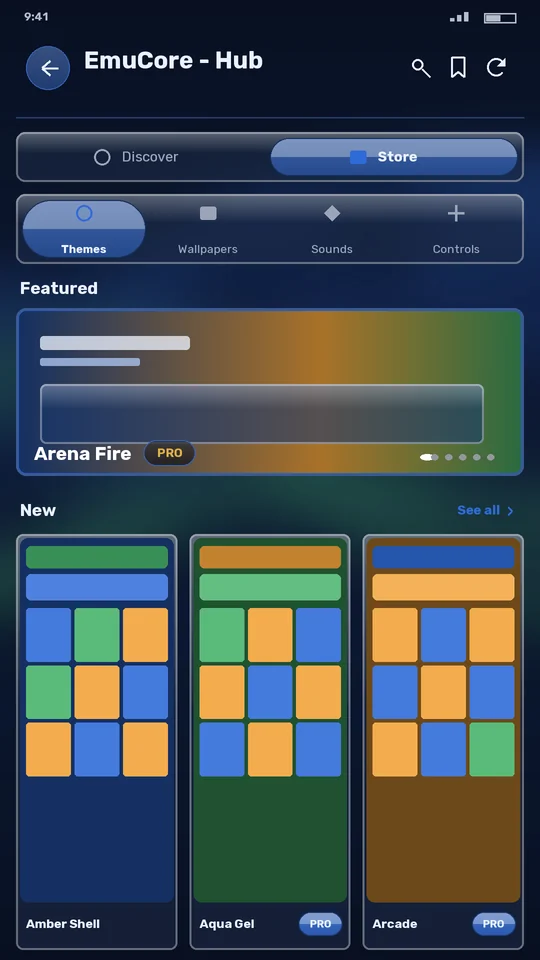 9:41
EmuCore - Hub
Discover
Store
Themes
Wallpapers
Sounds
Controls
Featured
Arena Fire
PRO
New
See all
Amber Shell
Aqua Gel
PRO
Arcade
PRO